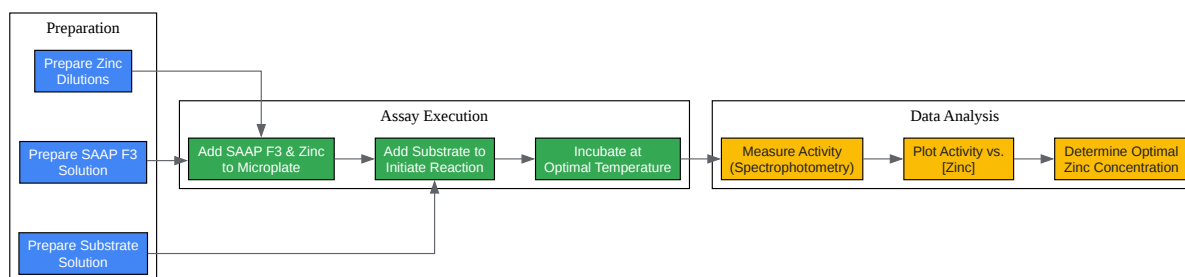 Preparation
Prepare Zinc
Dilutions
Prepare SAAP F3
Solution
Prepare Substrate
Solution
Assay Execution
Add SAAP F3 & Zinc
to Microplate
Add Substrate to
Initiate Reaction
Incubate at
Optimal Temperature
Data Analysis
Measure Activity
(Spectrophotometry)
Plot Activity vs.
[Zinc]
Determine Optimal
Zinc Concentration